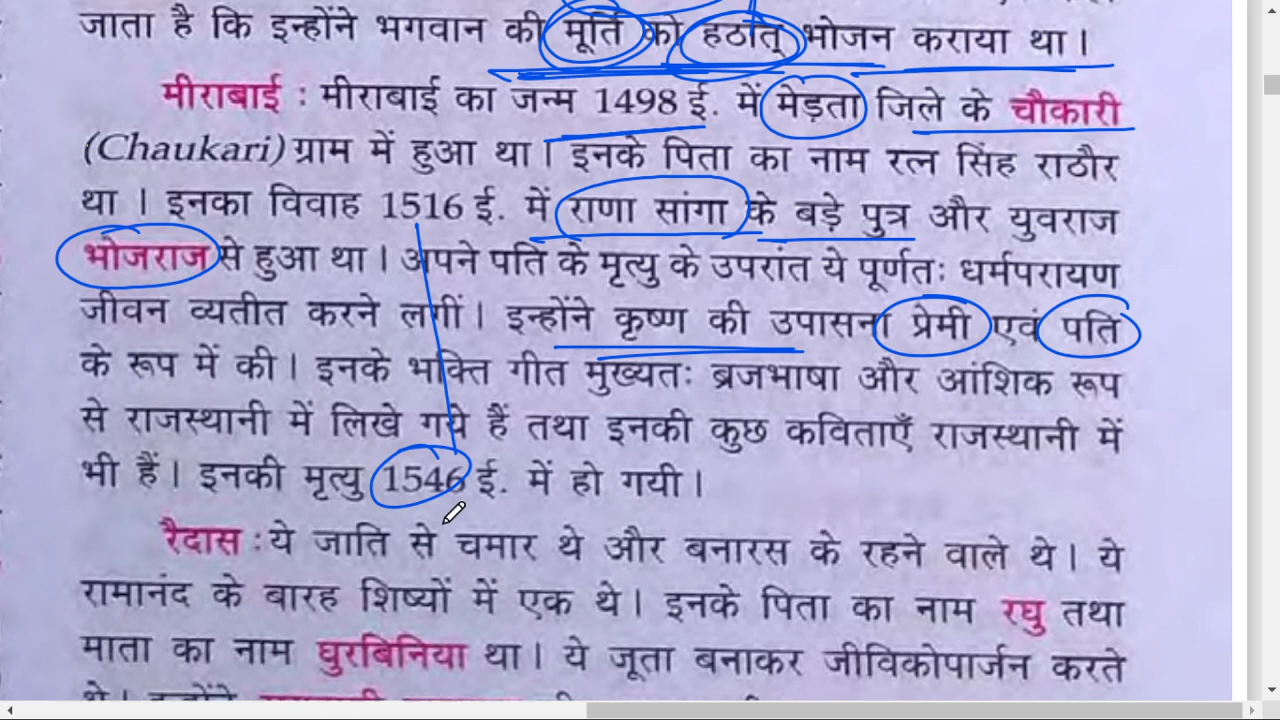 जाता है कि इन्होंने भगवान की मूर्ति को हठात् भोजन कराया था।
मीराबाई : मीराबाई का जन्म 1498 ई. में मेड़ता जिले के चौकारी
(Chaukari) ग्राम में हुआ था। इनके पिता का नाम रत्न सिंह राठौर
था। इनका विवाह 1516 ई. में राणा सांगा के बड़े पुत्र और युवराज
भोजराज से हुआ था। अपने पति के मृत्यु के उपरांत ये पूर्णतः धर्मपरायण
जीवन व्यतीत करने लगीं। इन्होंने कृष्ण की उपासना प्रेमी एवं पति
के रूप में की। इनके भक्ति गीत मुख्यतः ब्रजभाषा और आंशिक रूप
से राजस्थानी में लिखे गये हैं तथा इनकी कुछ कविताएँ राजस्थानी में
भी हैं। इनकी मृत्यु 1546 ई. में हो गयी।
रैदास : ये जाति से चमार थे और बनारस के रहने वाले थे। ये
रामानंद के बारह शिष्यों में एक थे। इनके पिता का नाम रघु तथा
माता का नाम घुरबिनिया था। ये जूता बनाकर जीविकोपार्जन करते
थे। इन्होंने